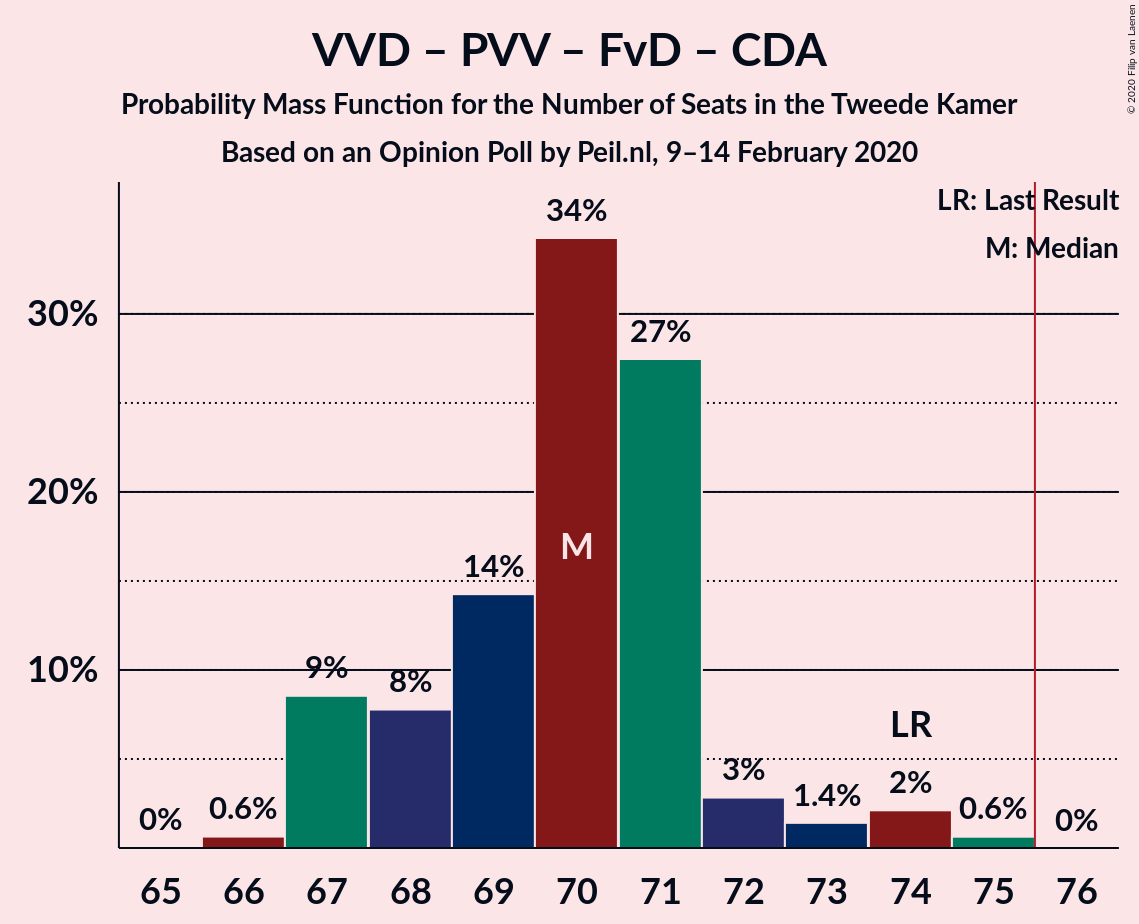 VVD – PVV – FvD – CDA
Probability Mass Function for the Number of Seats in the Tweede Kamer
Based on an Opinion Poll by Peil.nl, 9–14 February 2020
© 2020 Filip van Laenen
LR: Last Result
M: Median
34%
30%
27%
20%
14%
M
10%
9%
8%
LR
3%
2%
1.4%
0.6%
0.6%
0%
0%
65 66 67 68 69 70 71 72 73 74 75 76